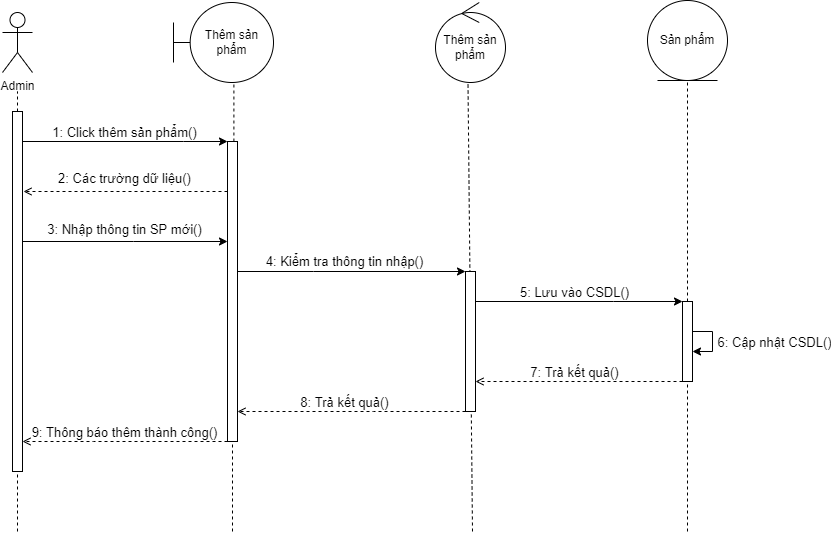 Admin
Thêm sản
phẩm
Thêm sản
phẩm
Sản phẩm
1: Click thêm sản phẩm()
2: Các trường dữ liệu()
3: Nhập thông tin SP mới()
4: Kiểm tra thông tin nhập()
5: Lưu vào CSDL()
6: Cập nhật CSDL()
7: Trả kết quả()
8: Trả kết quả()
9: Thông báo thêm thành công()